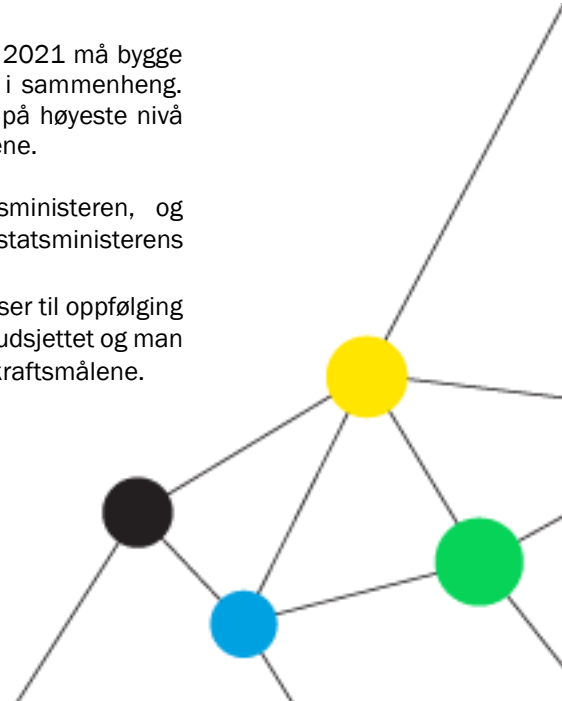 2021 må bygge
i sammenheng.
på høyeste nivå
ene.
sministeren, og
statsministerens
ser til oppfølging
udsjettet og man
kraftsmålene.